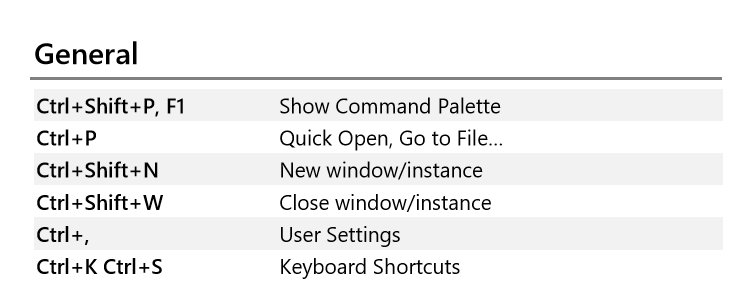 General
Ctrl+Shift+P, F1 Show Command Palette
Ctrl+P Quick Open, Go to File...
Ctrl+Shift+N New window/instance
Ctrl+Shift+W Close window/instance
Ctrl+, User Settings
Ctrl+K Ctrl+S Keyboard Shortcuts